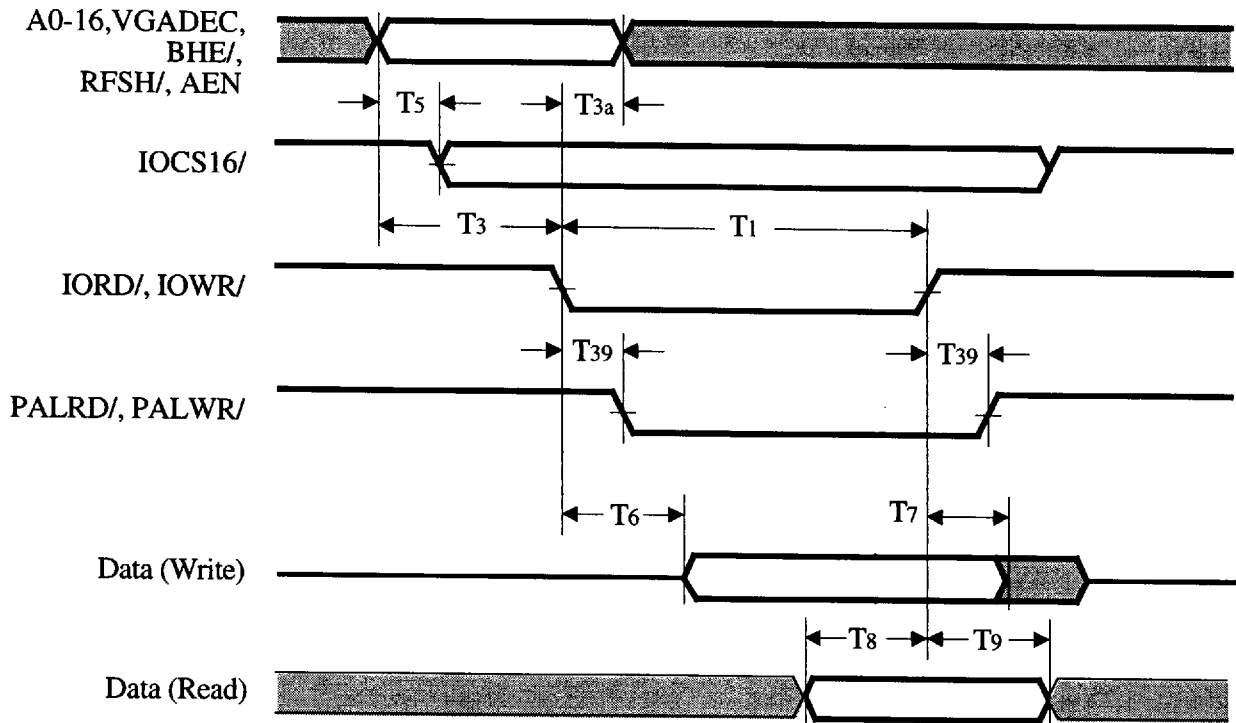 A0-16,VGADEC,
BHE/,
RFSH/, AEN
T5
T3a
IOCS16/
T3
T1
IORD/, IOWR/
T39
T39
PALRD/, PALWR/
T6
T7
Data (Write)
T8
T9
Data (Read)